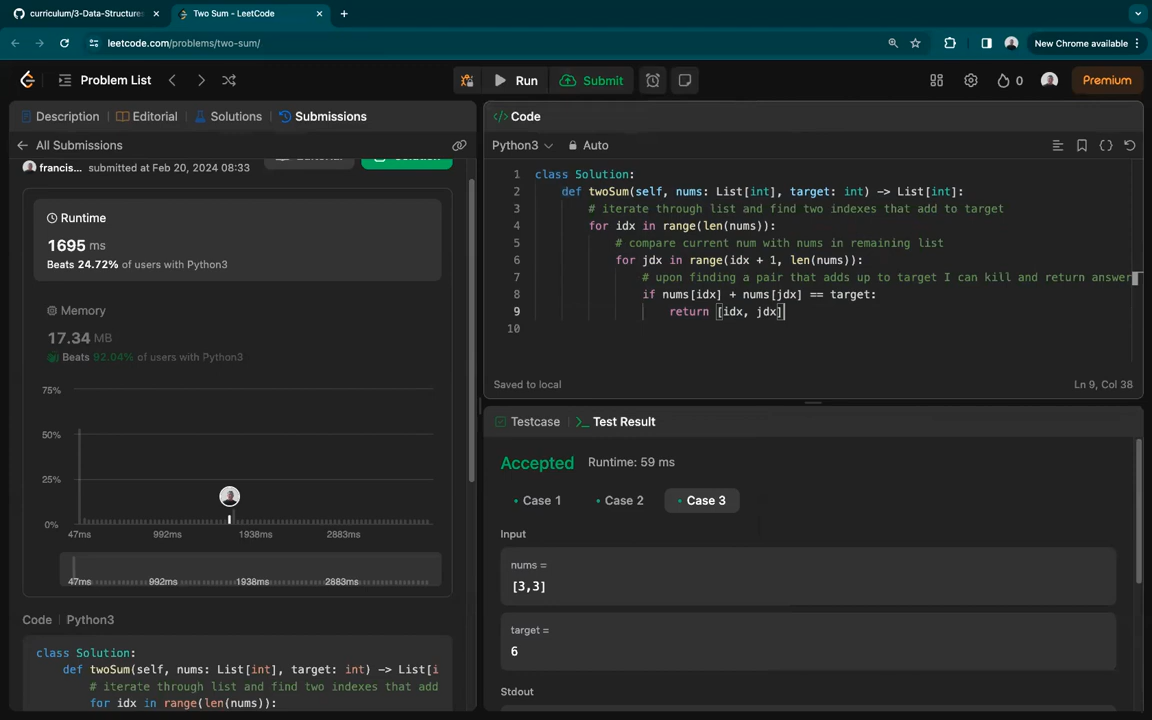 curriculum/3-Data-Structures
Two Sum - LeetCode
leetcode.com/problems/two-sum/
New Chrome available
Problem List
Run
Submit
0
Premium
Description
Editorial
Solutions
Submissions
All Submissions
francis... submitted at Feb 20, 2024 08:33
Runtime
1695 ms
Beats 24.72% of users with Python3
Memory
17.34 MB
Beats 92.04% of users with Python3
75%
50%
25%
0%
47ms 992ms 1938ms 2883ms
47ms 992ms 1938ms 2883ms
Code Python3
class Solution:
def twoSum(self, nums: List[int], target: int) -> List[i
# iterate through list and find two indexes that add
for idx in range(len(nums)):
</> Code
Python3 Auto
1 class Solution:
2 def twoSum(self, nums: List[int], target: int) -> List[int]:
3 # iterate through list and find two indexes that add to target
4 for idx in range(len(nums)):
5 # compare current num with nums in remaining list
6 for jdx in range(idx + 1, len(nums)):
7 # upon finding a pair that adds up to target I can kill and return answer
8 if nums[idx] + nums[jdx] == target:
9 return [idx, jdx]
10
Saved to local
Ln 9, Col 38
Testcase
Test Result
Accepted Runtime: 59 ms
• Case 1 • Case 2 • Case 3
Input
nums =
[3,3]
target =
6
Stdout